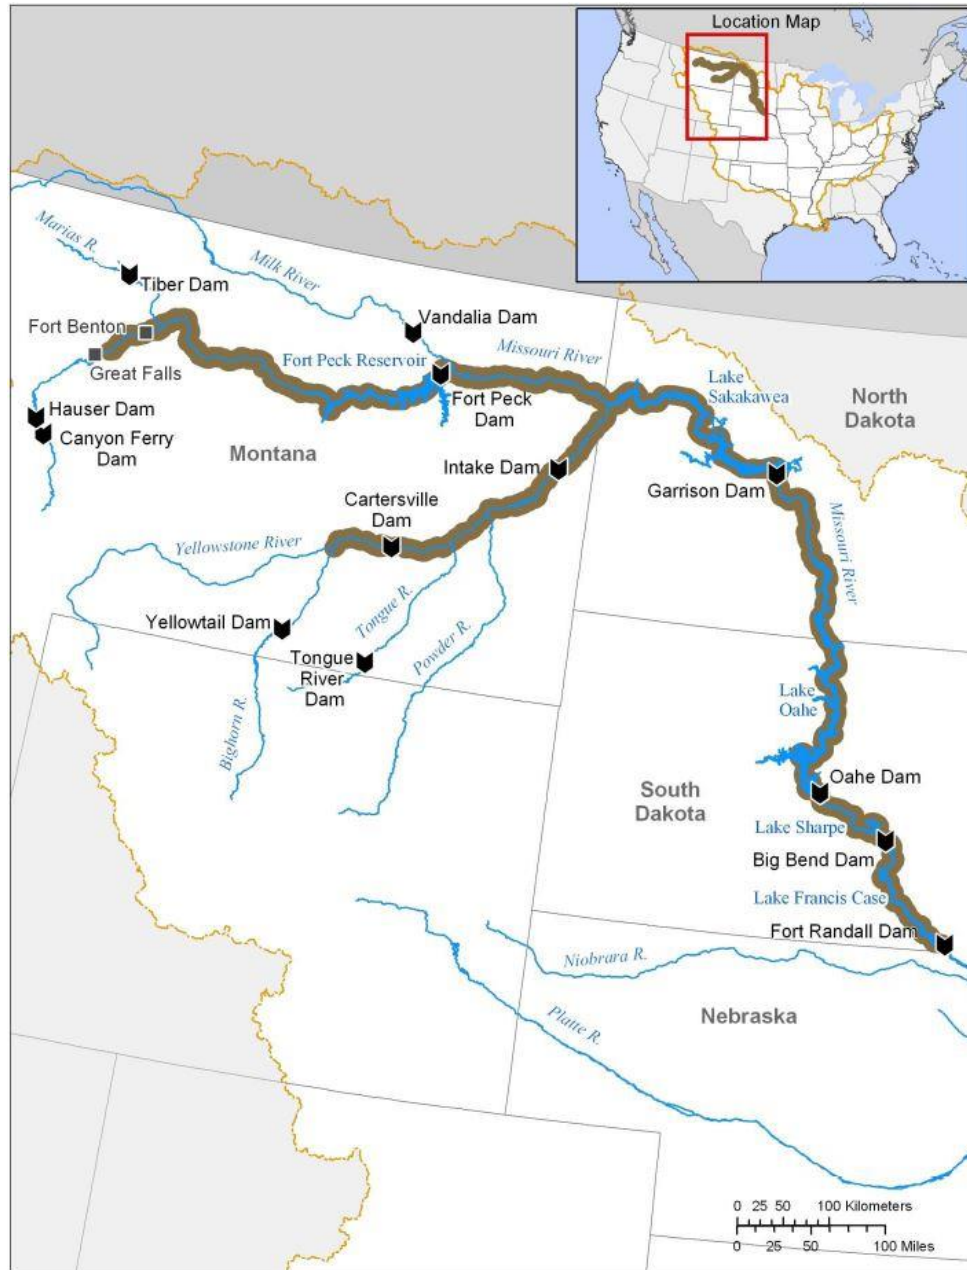 Location Map
Marias R.
Milk River
Tiber Dam
Fort Benton
Vandalia Dam
Missouri River
Great Falls
Fort Peck Reservoir
Fort Peck
Dam
Lake
Sakakawea
North
Dakota
Hauser Dam
Canyon Ferry
Dam
Montana
Intake Dam
Garrison Dam
Cartersville
Dam
Missouri River
Yellowstone River
Yellowtail Dam
Tongue R.
Powder R.
Tongue
River
Dam
Bighorn R.
Lake
Oahe
Oahe Dam
South
Dakota
Lake Sharpe
Big Bend Dam
Lake Francis Case
Fort Randall Dam
Niobrara R.
Platte R.
Nebraska
0 25 50 100 Kilometers
0 25 50 100 Miles